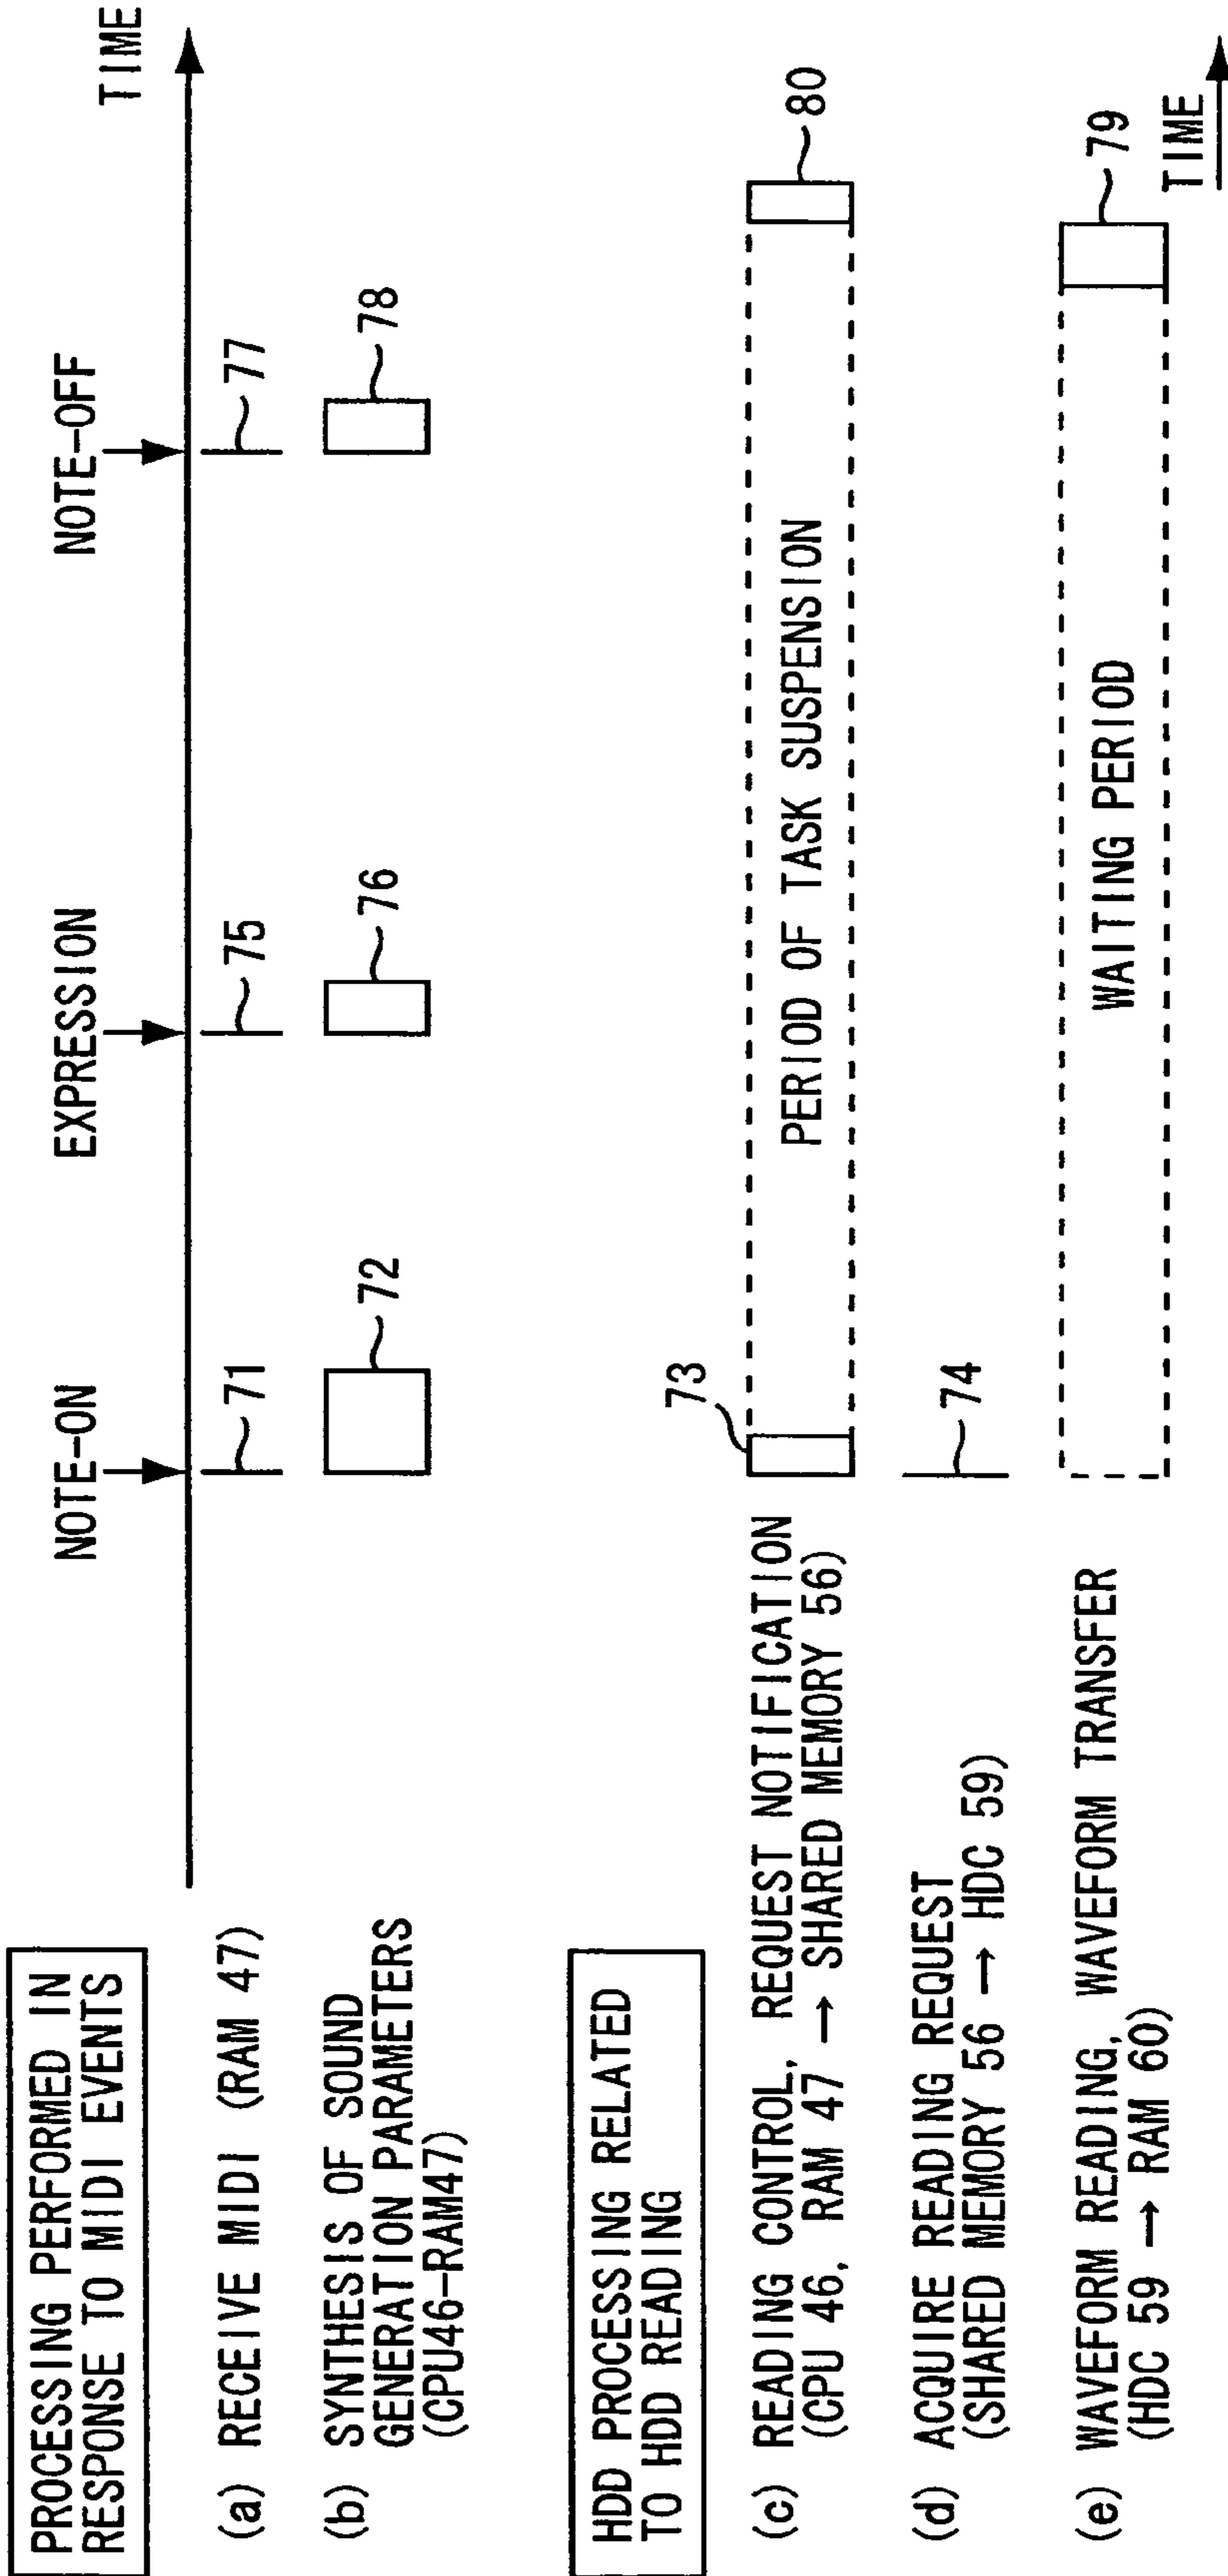 PROCESSING PERFORMED IN
RESPONSE TO MIDI EVENTS
NOTE-ON
EXPRESSION
NOTE-OFF
TIME
(a) RECEIVE MIDI (RAM 47)
71
75
77
(b) SYNTHESIS OF SOUND
GENERATION PARAMETERS
(CPU46-RAM47)
72
76
78
HDD PROCESSING RELATED
TO HDD READING
73
(c) READING CONTROL, REQUEST NOTIFICATION
(CPU 46, RAM 47 → SHARED MEMORY 56)
PERIOD OF TASK SUSPENSION
80
(d) ACQUIRE READING REQUEST
(SHARED MEMORY 56 → HDC 59)
74
(e) WAVEFORM READING, WAVEFORM TRANSFER
(HDC 59 → RAM 60)
WAITING PERIOD
79
TIME